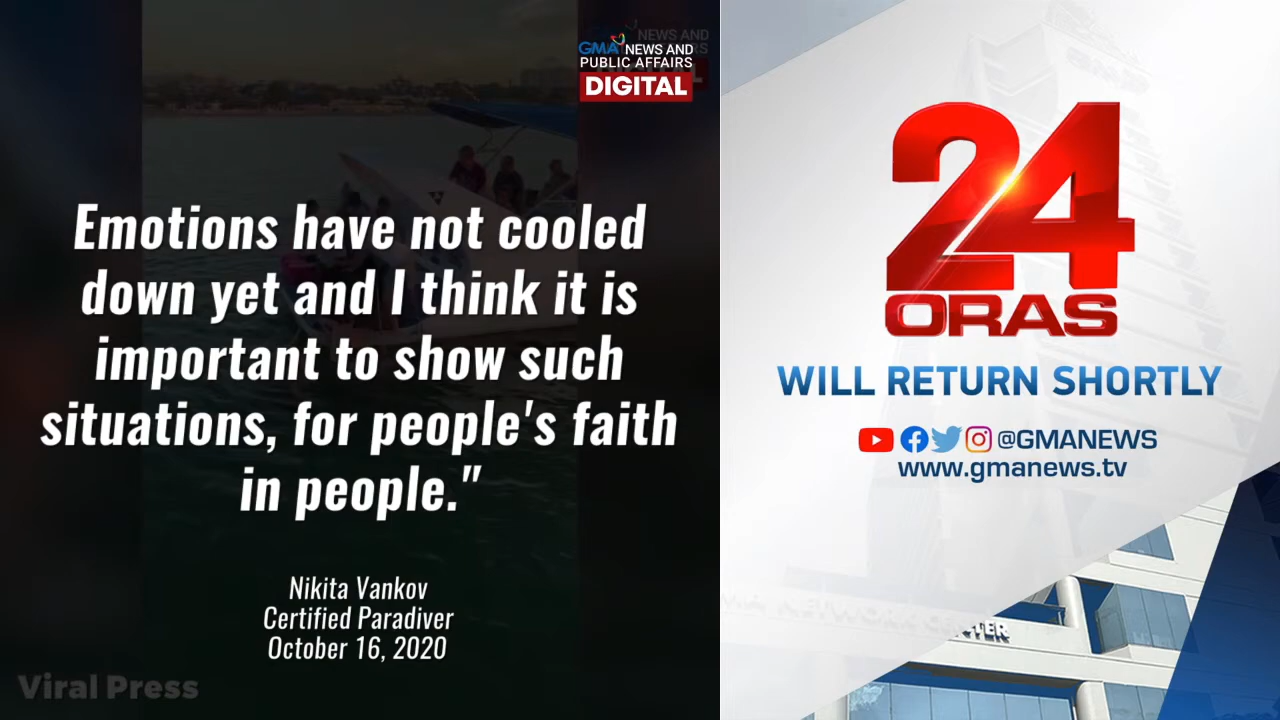 GMA NEWS AND
PUBLIC AFFAIRS
DIGITAL
Emotions have not cooled
down yet and I think it is
important to show such
situations, for people's faith
in people."
Nikita Vankov
Certified Paradiver
October 16, 2020
Viral Press
24
ORAS
WILL RETURN SHORTLY
@GMANEWS
www.gmanews.tv